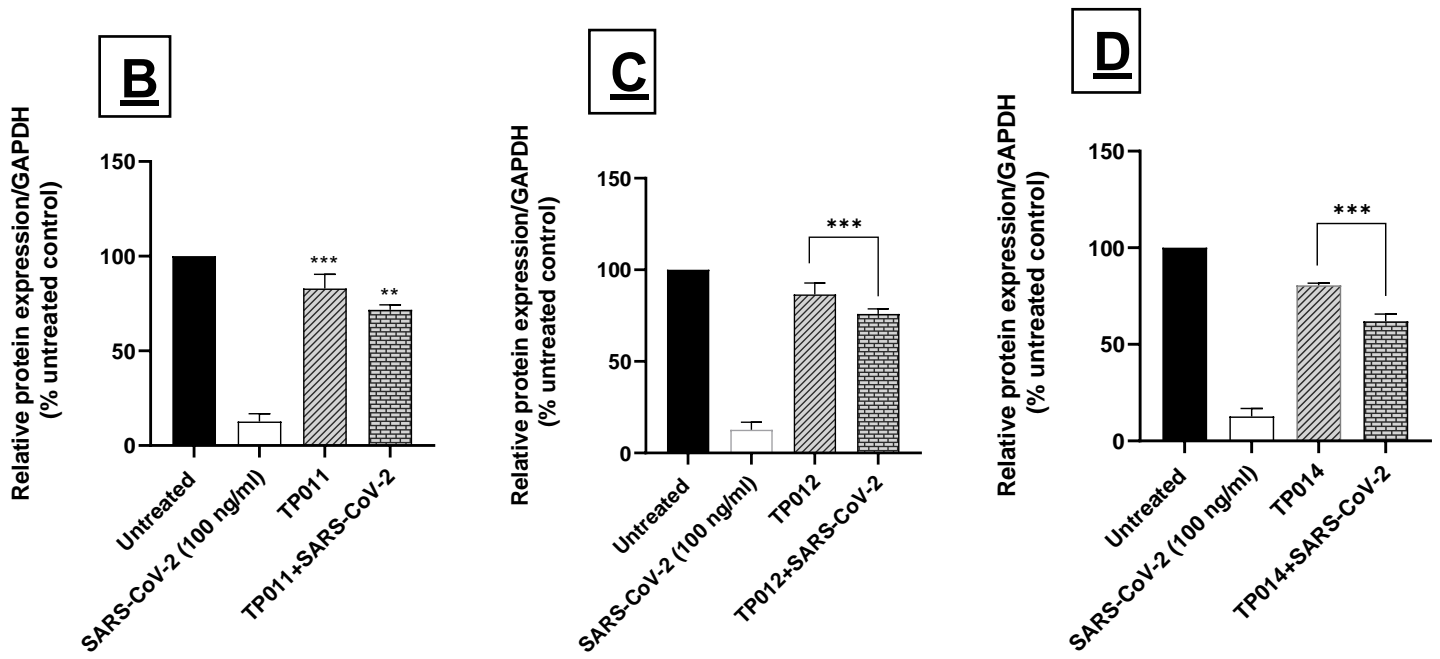 B
Relative protein expression/GAPDH
(% untreated control)
150
100
50
0
***
**
Untreated
SARS-CoV-2 (100 ng/ml)
TP011
TP011+SARS-CoV-2
C
Relative protein expression/GAPDH
(% untreated control)
150
100
50
0
***
Untreated
SARS-CoV-2 (100 ng/ml)
TP012
TP012+SARS-CoV-2
D
Relative protein expression/GAPDH
(% untreated control)
150
100
50
0
***
Untreated
SARS-CoV-2 (100 ng/ml)
TP014
TP014+SARS-CoV-2